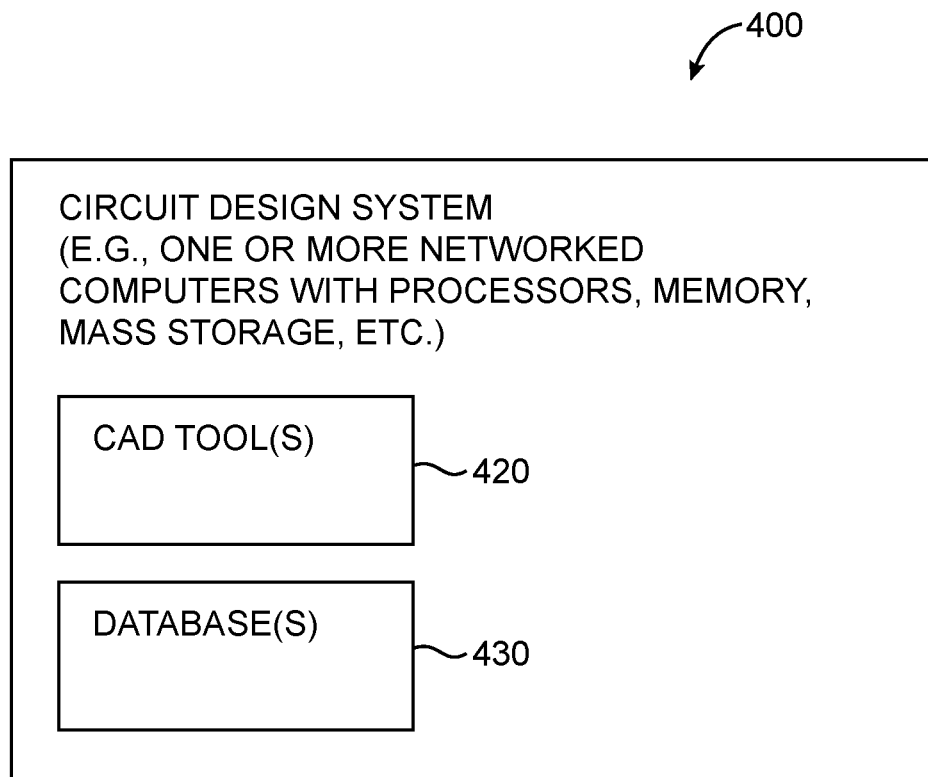 400
CIRCUIT DESIGN SYSTEM
(E.G., ONE OR MORE NETWORKED
COMPUTERS WITH PROCESSORS, MEMORY,
MASS STORAGE, ETC.)
CAD TOOL(S)
420
DATABASE(S)
430